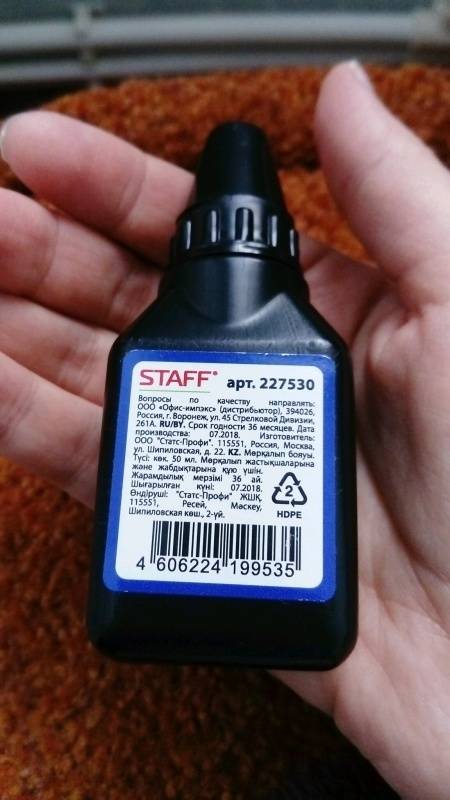 STAFF® арт. 227530
Вопросы по качеству направлять:
ООО «Офис-импэкс» (дистрибьютор), 394026,
Россия, г. Воронеж, ул. 45 Стрелковой Дивизии,
261А. RU/BY. Срок годности 36 месяцев. Дата
производства: 07.2018. Изготовитель:
ООО "Статс-Профи". 115551, Россия, Москва,
ул. Шипиловская, д. 22. KZ. Мөрқалып бояуы.
Түсі: көк. 50 мл. Мөрқалып жастықшаларына
және жабдықтарына құю үшін.
Жарамдылық мерзімі 36 ай.
Шығарылған күні: 07.2018.
Өндіруші: "Статс-Профи" ЖШҚ,
115551, Ресей, Мәскеу,
Шипиловская көш., 2-үй.
2
HDPE
4 606224 199535